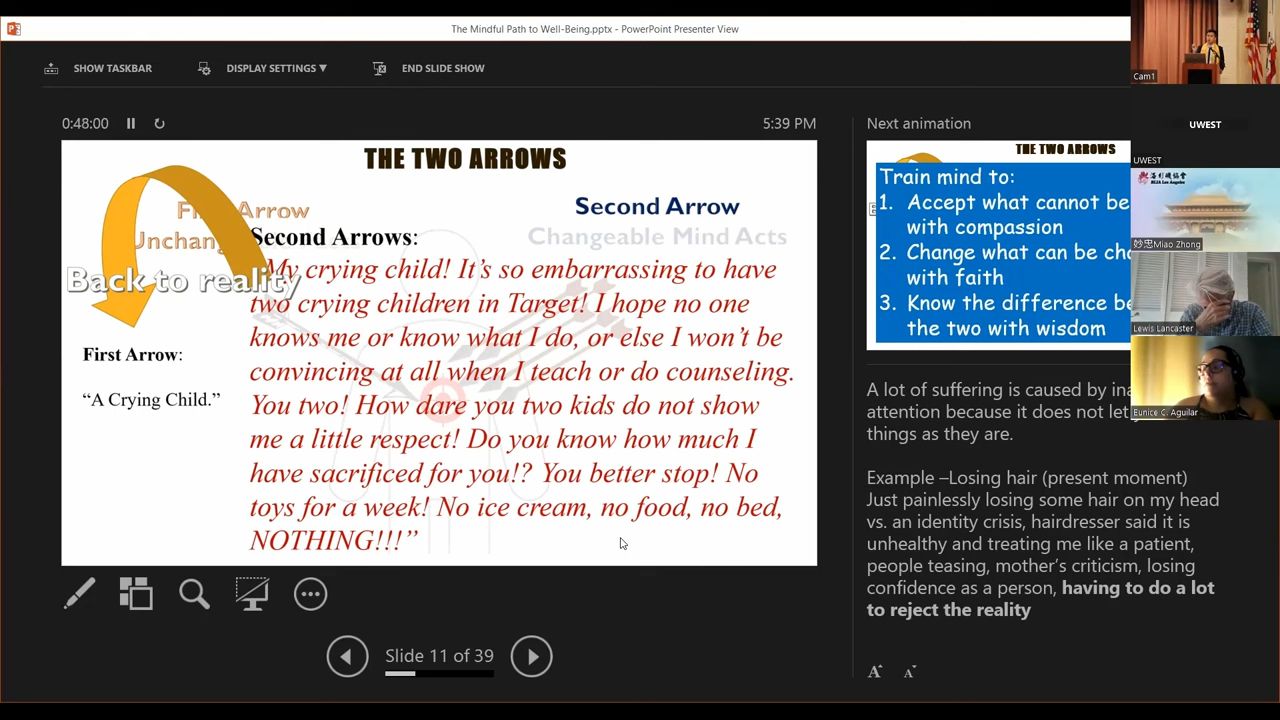 The Mindful Path to Well-Being.pptx - PowerPoint Presenter View
SHOW TASKBAR
DISPLAY SETTINGS ▼
END SLIDE SHOW
0:48:00
5:39 PM
THE TWO ARROWS
First Arrow
Second Arrow
Changeable Mind Acts
Back to reality
First Arrow:
“A Crying Child.”
Second Arrows:
My crying child! It’s so embarrassing to have
two crying children in Target! I hope no one
knows me or know what I do, or else I won’t be
convincing at all when I teach or do counseling.
You two! How dare you two kids do not show
me a little respect! Do you know how much I
have sacrificed for you!? You better stop! No
toys for a week! No ice cream, no food, no bed,
NOTHING!!!”
Slide 11 of 39
Next animation
THE TWO ARROWS
Train mind to:
1. Accept what cannot be
with compassion
2. Change what can be
with faith
3. Know the difference
the two with wisdom
A lot of suffering is caused by
attention because it does not let
things as they are.
Example –Losing hair (present moment)
Just painlessly losing some hair on my head
vs. an identity crisis, hairdresser said it is
unhealthy and treating me like a patient,
people teasing, mother’s criticism, losing
confidence as a person, having to do a lot
to reject the reality
A
A
Cam1
UWEST
UWEST
BLIA Los Angeles
妙忠Miao Zhong
Lewis Lancaster
Eunice C. Aguilar